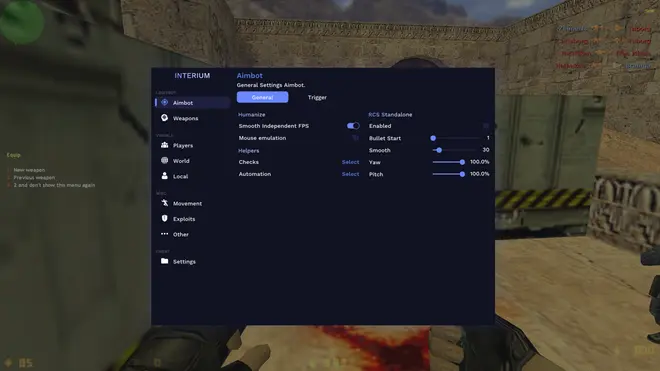 INTERIUM
Aimbot
General Settings Aimbot.
General
Trigger
Aimbot
Weapons
Players
World
Local
MISC
Movement
Exploits
Other
Settings
Humanize
Smooth Independent FPS
Mouse emulation
Helpers
Checks Select
Automation Select
RCS Standalone
Enabled
Bullet Start 1
Smooth 30
Yaw 100.0%
Pitch 100.0%
New weapon
Previous weapon
2 and don't show this menu again